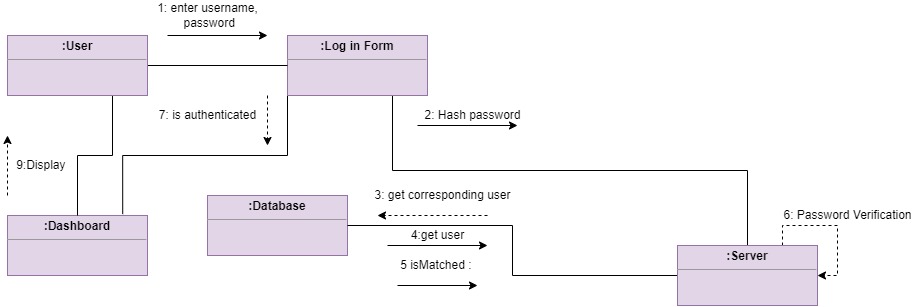 1: enter username,
password
:User
:Log in Form
7: is authenticated
2: Hash password
9:Display
3: get corresponding user
:Database
6: Password Verification
:Dashboard
4:get user
:Server
5 isMatched :